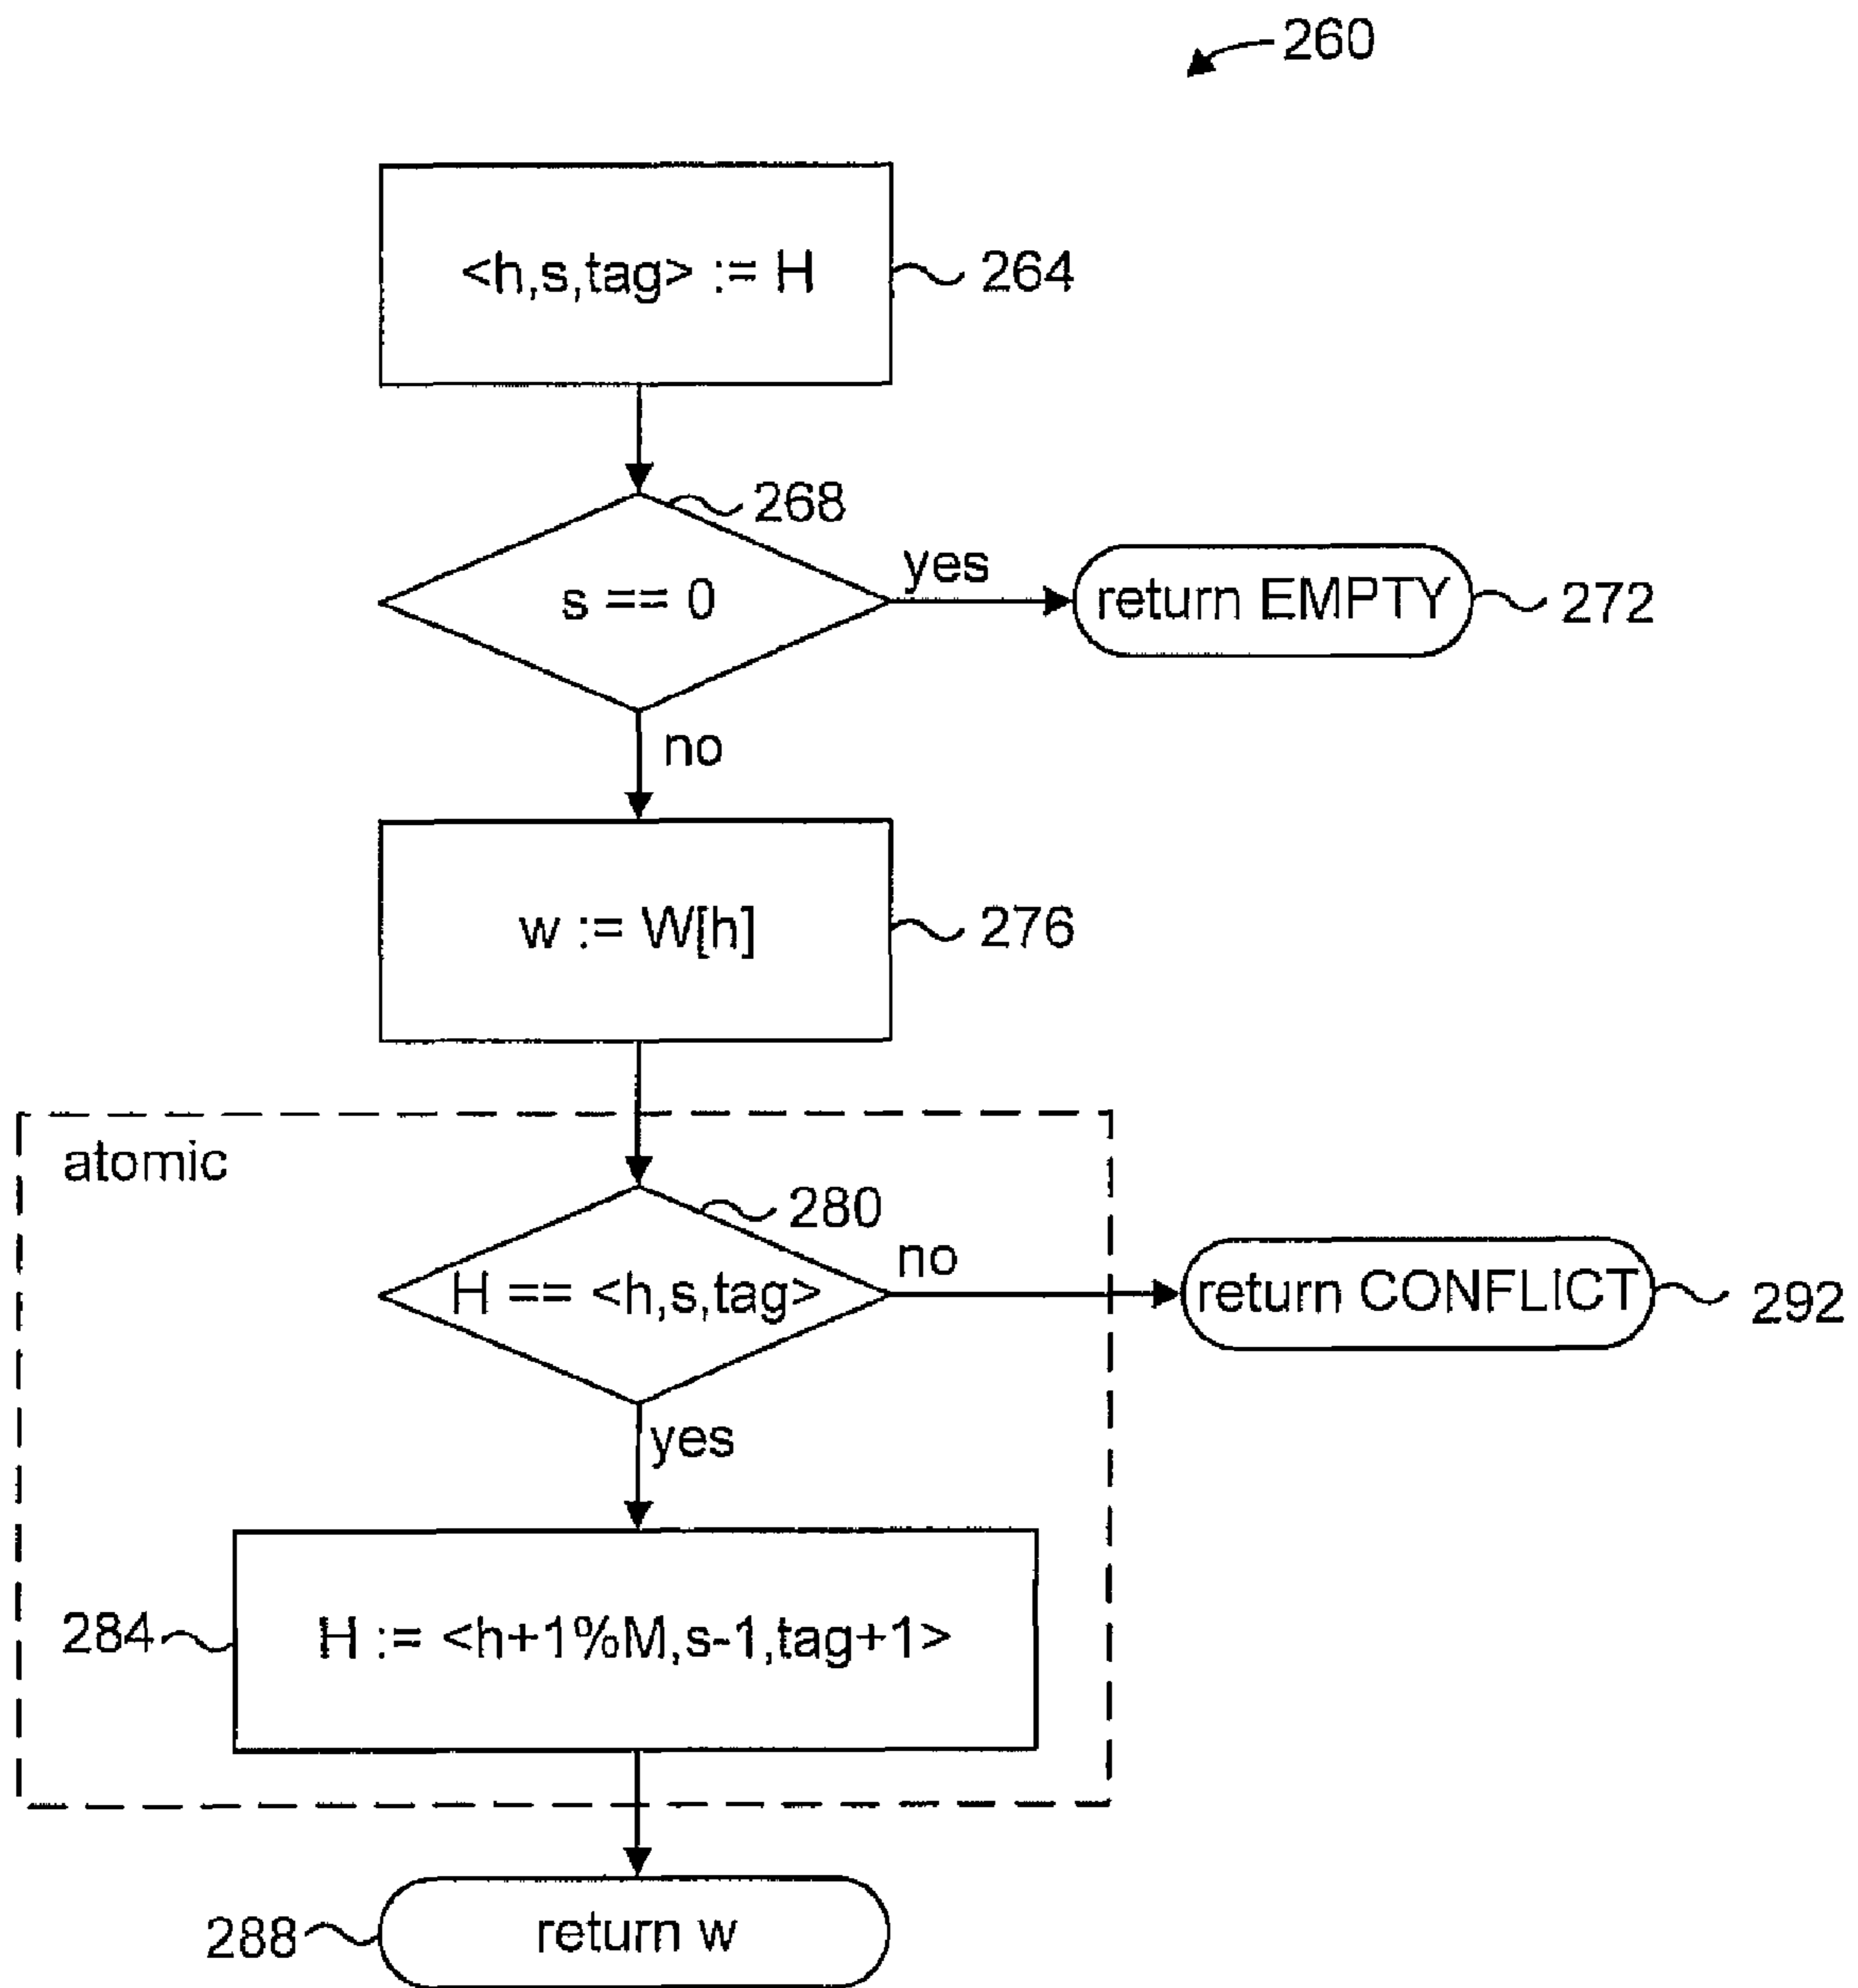 260
<h,s,tag> := H
264
268
s == 0
yes
return EMPTY
272
no
w := W[h]
276
atomic
280
H == <h,s,tag>
no
return CONFLICT
292
yes
284
H := <h+1%M,s-1,tag+1>
288
return w